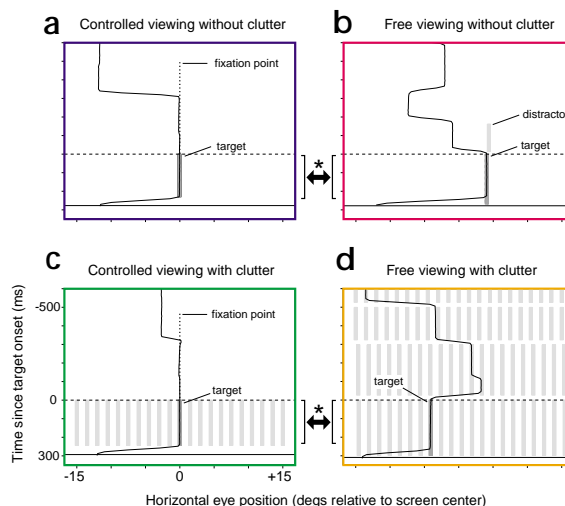 a
Controlled viewing without clutter
b
Free viewing without clutter
fixation point
distracto
target
target
*
c
Controlled viewing with clutter
d
Free viewing with clutter
Time since target onset (ms)
-500
0
300
fixation point
target
target
*
-15
0
+15
Horizontal eye position (degs relative to screen center)